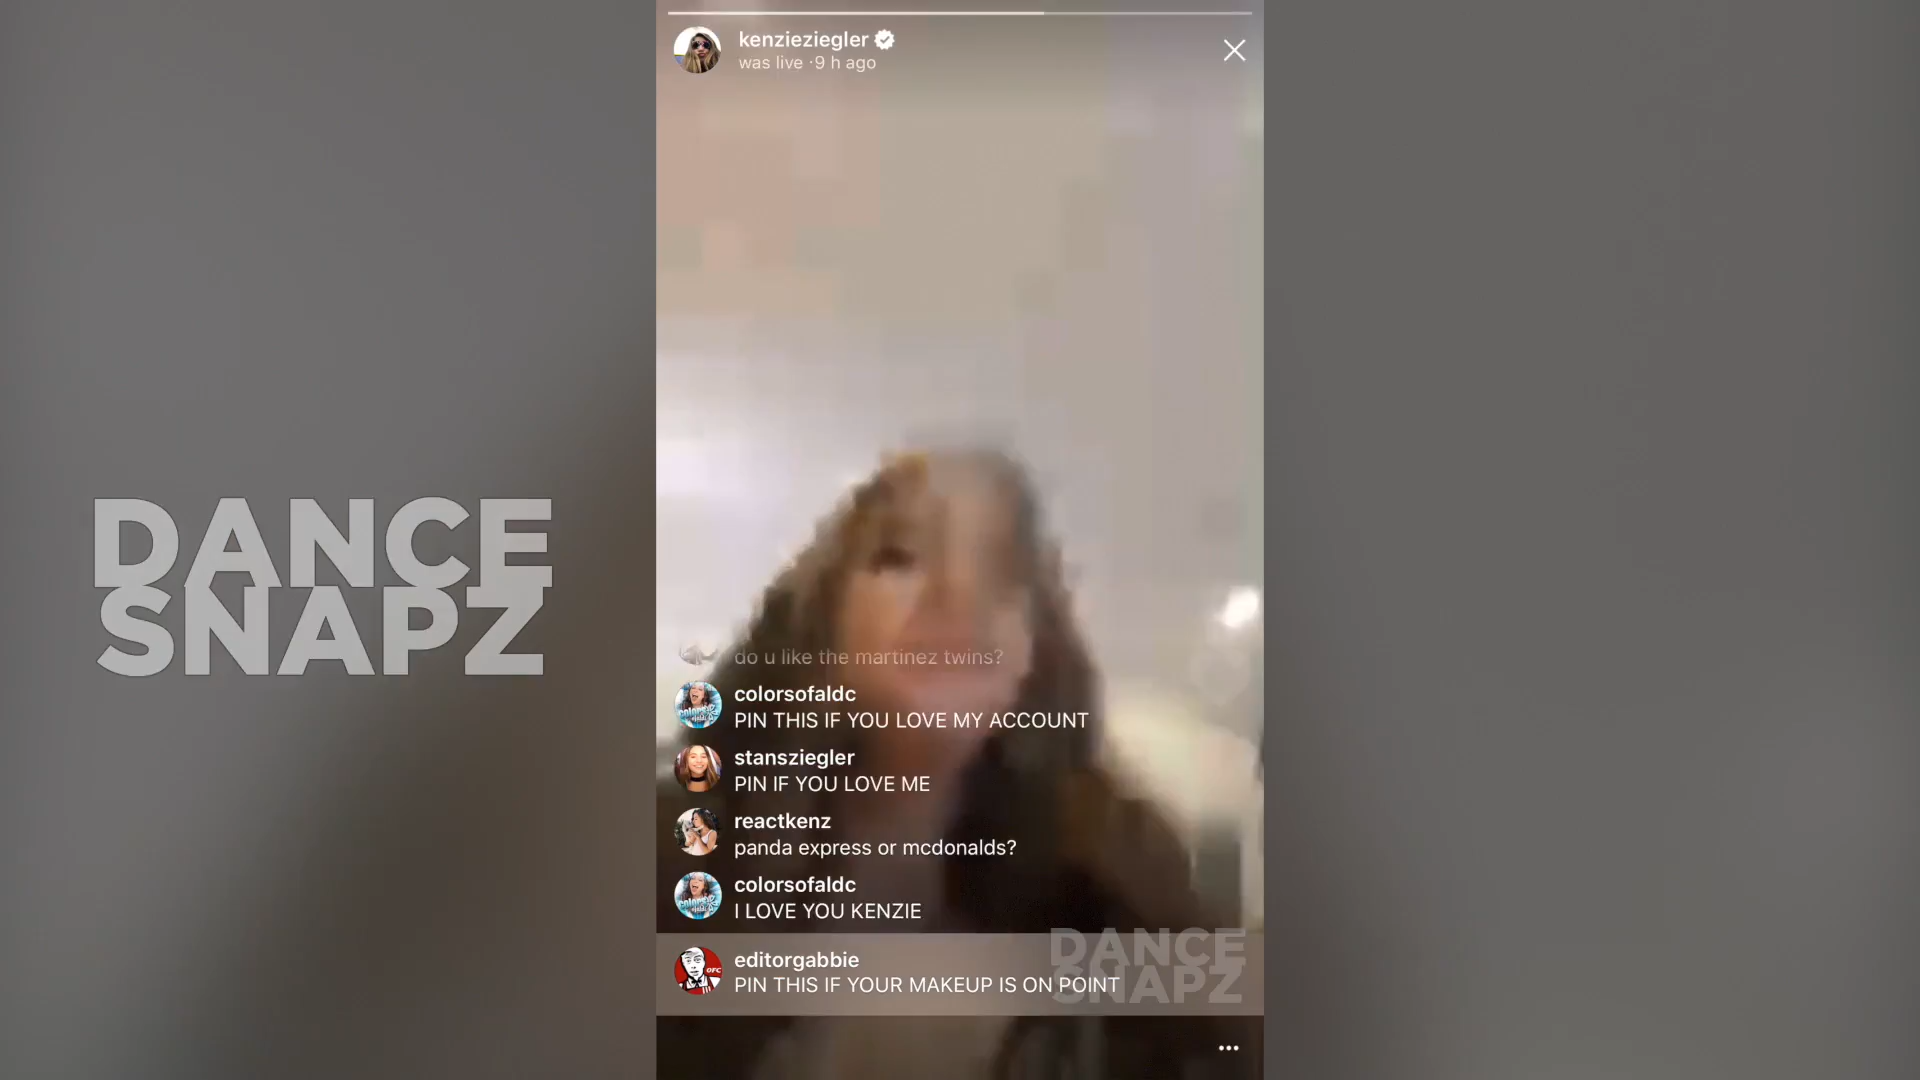 kenzieziegler
was live · 9 h ago
DANCE
SNAPZ
do u like the martinez twins?
colorsofaldc
PIN THIS IF YOU LOVE MY ACCOUNT
stansziegler
PIN IF YOU LOVE ME
reactkenz
panda express or mcdonalds?
colorsofaldc
I LOVE YOU KENZIE
editorgabbie
PIN THIS IF YOUR MAKEUP IS ON POINT
DANCE
SNAPZ
OFC